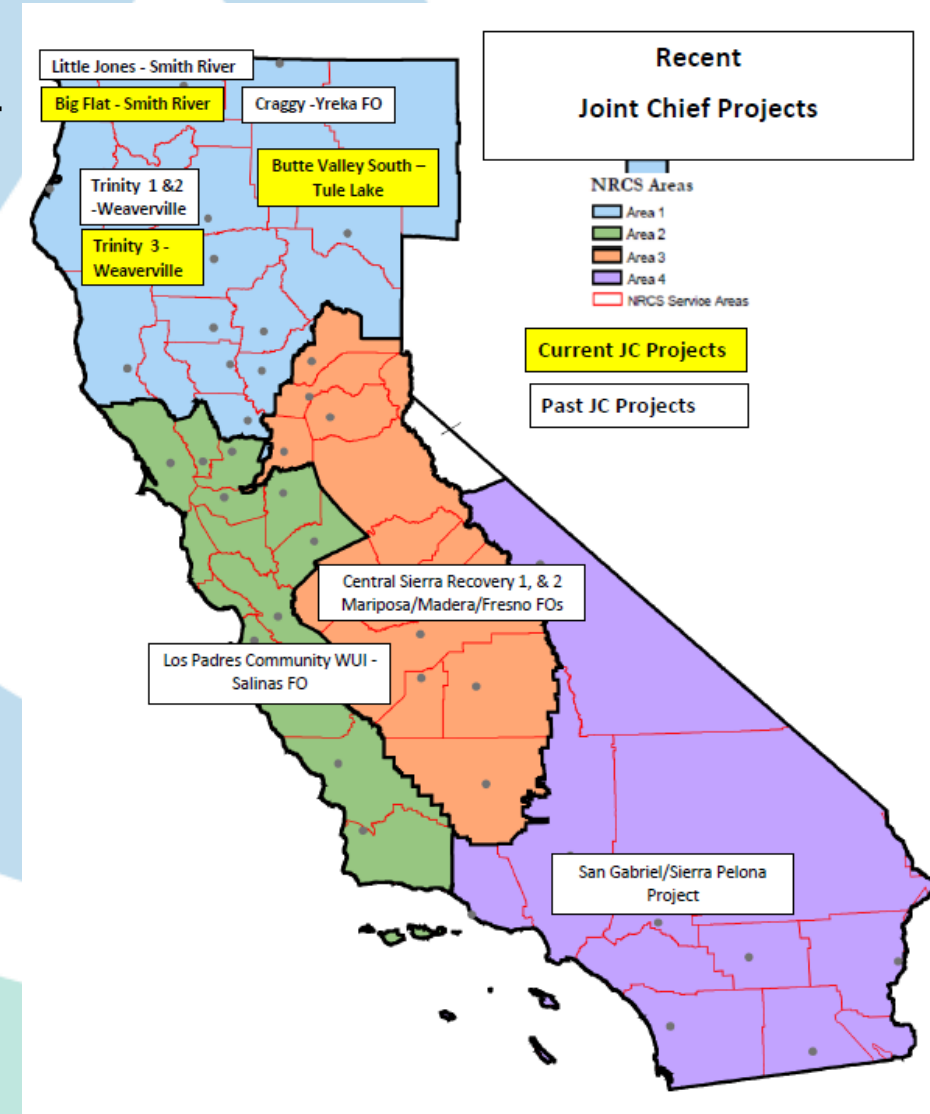 Recent
Joint Chief Projects
Little Jones - Smith River
Big Flat - Smith River
Craggy -Yreka FO
Butte Valley South –
Tule Lake
Trinity 1 &2
-Weaverville
Trinity 3 -
Weaverville
NRCS Areas
Area 1
Area 2
Area 3
Area 4
NRCS Service Areas
Current JC Projects
Past JC Projects
Central Sierra Recovery 1, & 2
Mariposa/Madera/Fresno FOs
Los Padres Community WUI -
Salinas FO
San Gabriel/Sierra Pelona
Project